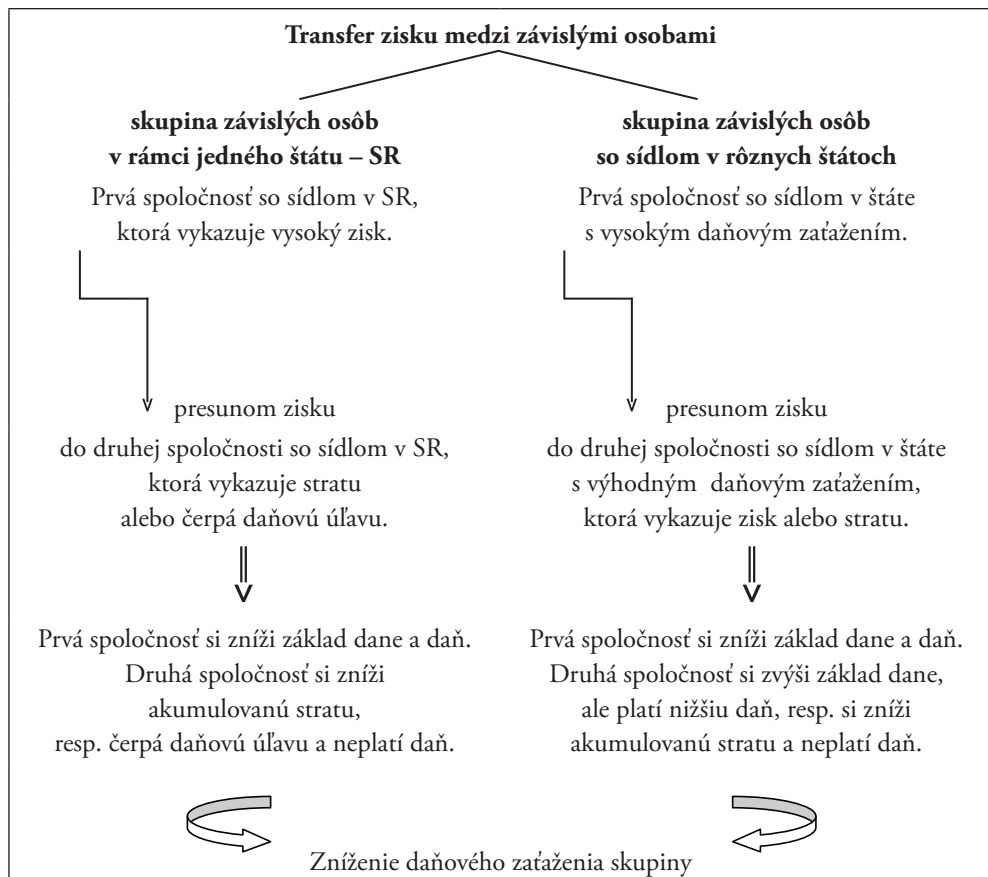 Transfer zisku medzi závislými osobami
skupina závislých osôb
v rámci jedného štátu – SR
Prvá spoločnosť so sídlom v SR,
ktorá vykazuje vysoký zisk.
presunom zisku
do druhej spoločnosti so sídlom v SR,
ktorá vykazuje stratu
alebo čerpá daňovú úľavu.
Prvá spoločnosť si zníži základ dane a daň.
Druhá spoločnosť si zníži
akumulovanú stratu,
resp. čerpá daňovú úľavu a neplatí daň.
skupina závislých osôb
so sídlom v rôznych štátoch
Prvá spoločnosť so sídlom v štáte
s vysokým daňovým zaťažením.
presunom zisku
do druhej spoločnosti so sídlom v štáte
s výhodným daňovým zaťažením,
ktorá vykazuje zisk alebo stratu.
Prvá spoločnosť si zníži základ dane a daň.
Druhá spoločnosť si zvýši základ dane,
ale platí nižšiu daň, resp. si zníži
akumulovanú stratu a neplatí daň.
Zníženie daňového zaťaženia skupiny